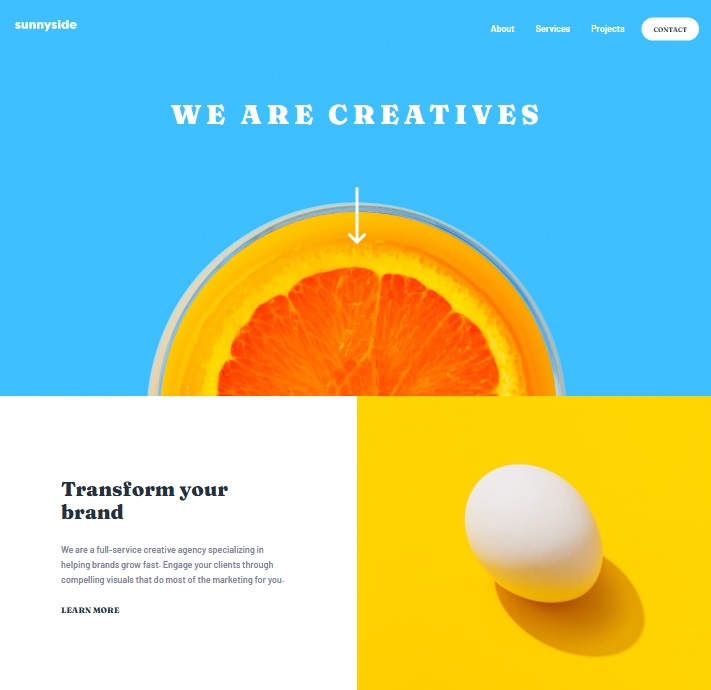 sunnyside
About Services Projects CONTACT
WE ARE CREATIVES
Transform your
brand
We are a full-service creative agency specializing in
helping brands grow fast. Engage your clients through
compelling visuals that do most of the marketing for you.
LEARN MORE